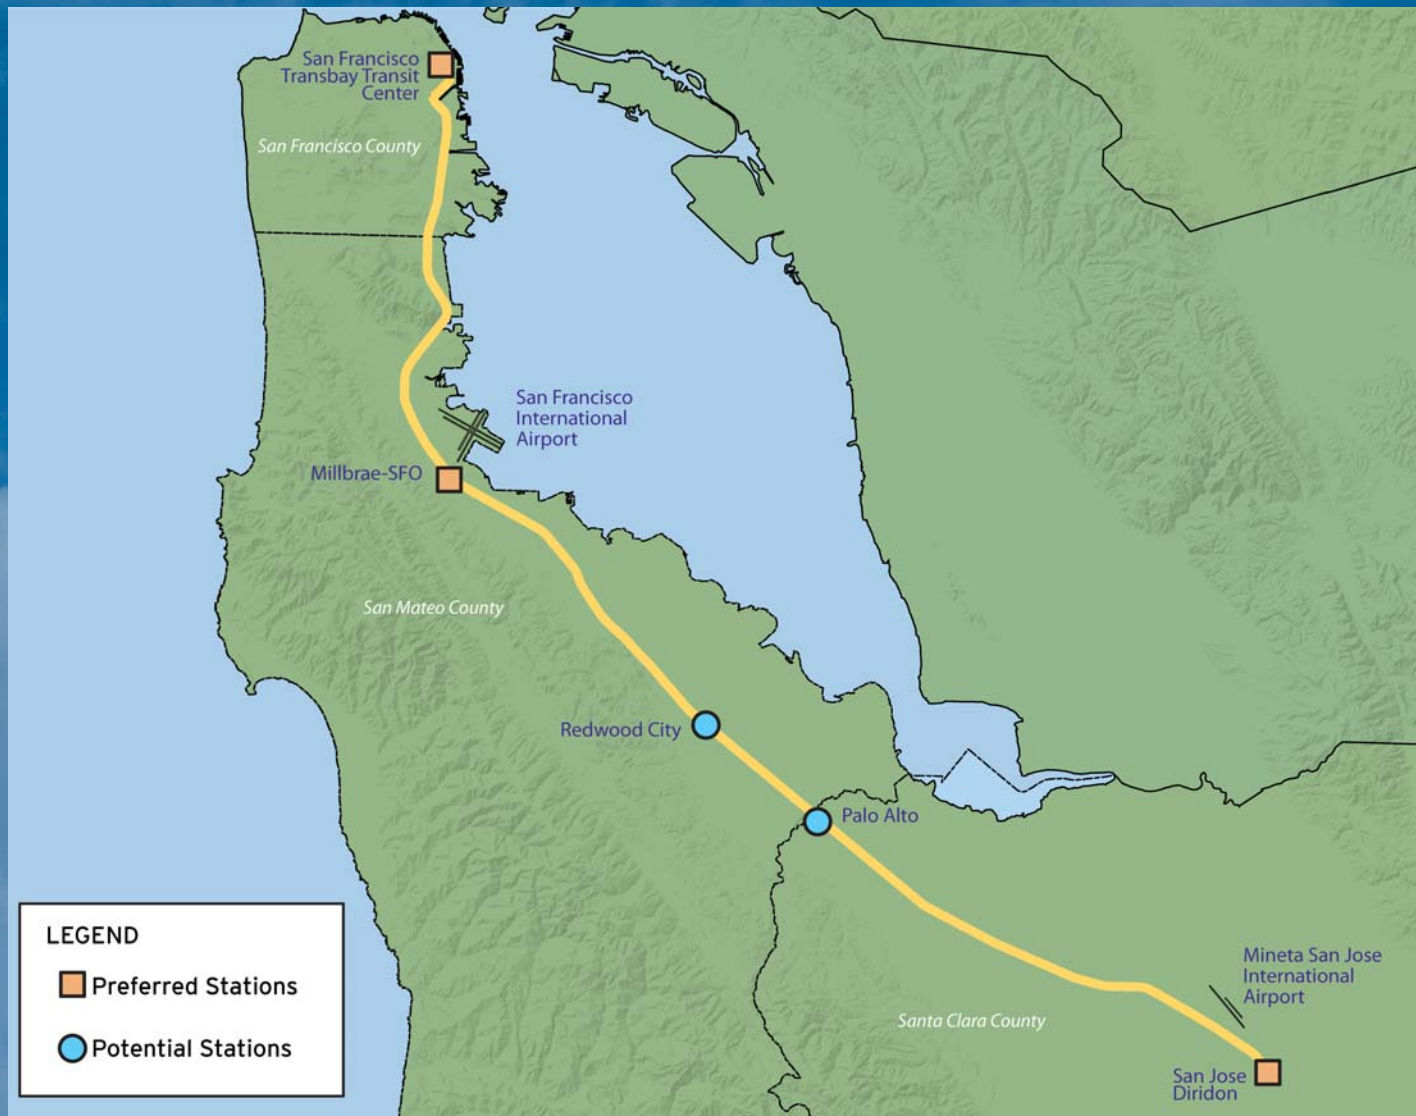 San Francisco
Transbay Transit
Center
San Francisco County
San Francisco
International
Airport
Millbrae-SFO
San Mateo County
Redwood City
Palo Alto
Mineta San Jose
International
Airport
Santa Clara County
San Jose
Diridon
LEGEND
Preferred Stations
Potential Stations